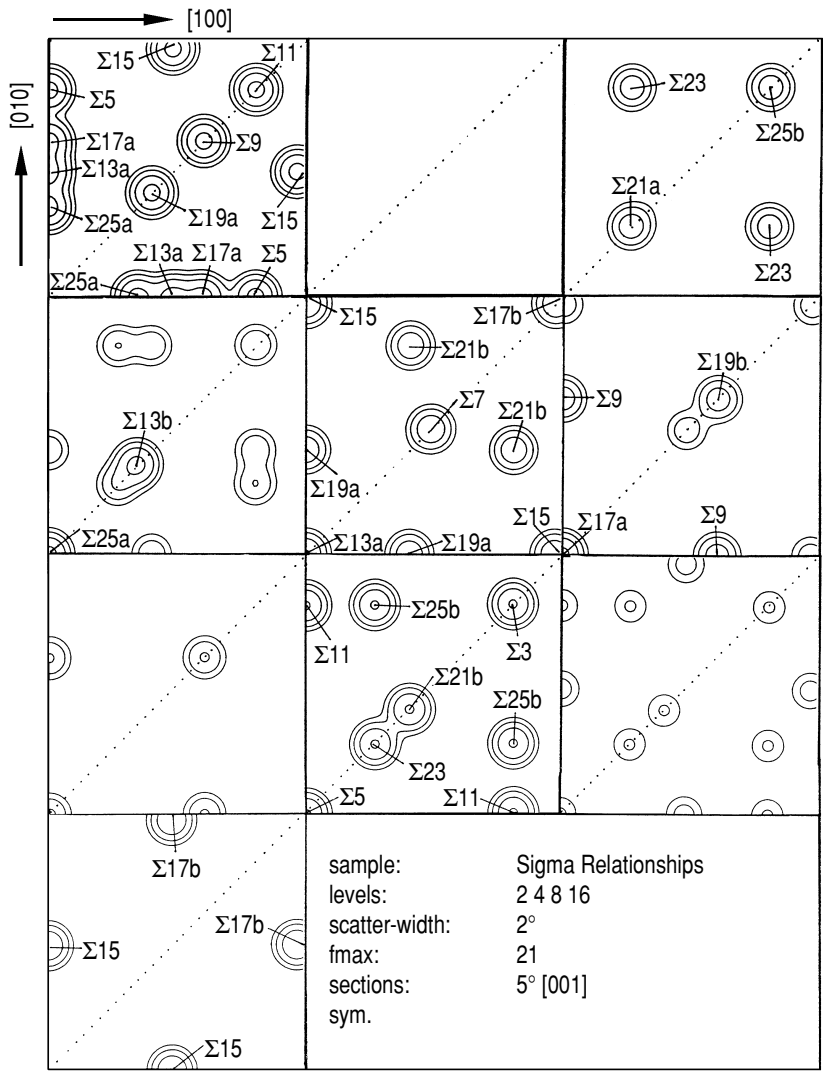 [100]
[010]
Σ15
Σ11
Σ5
Σ17a
Σ9
Σ13a
Σ19a
Σ15
Σ25a
Σ13a Σ17a Σ5
Σ25a
Σ23
Σ25b
Σ21a
Σ23
Σ13b
Σ25a
Σ15
Σ17b
Σ21b
Σ7
Σ21b
Σ19a
Σ15
Σ13a
Σ19a
Σ19b
Σ9
Σ17a
Σ9
Σ25b
Σ11
Σ3
Σ21b
Σ25b
Σ23
Σ5
Σ11
Σ17b
Σ17b
Σ15
Σ15
sample: Sigma Relationships
levels: 2 4 8 16
scatter-width: 2°
fmax: 21
sections: 5° [001]
sym.